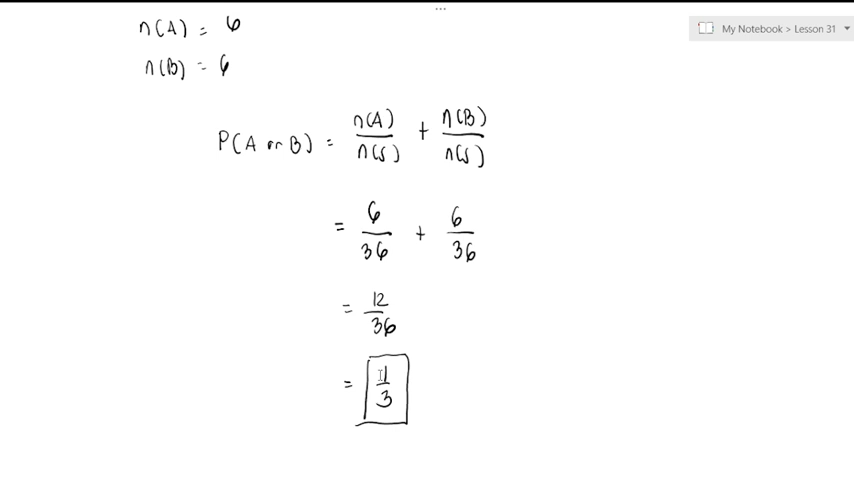 ...
My Notebook > Lesson 31
n(A) = 6
n(B) = 6
P(A or B) = n(A)/n(S) + n(B)/n(S)
= 6/36 + 6/36
= 12/36
= 1/3